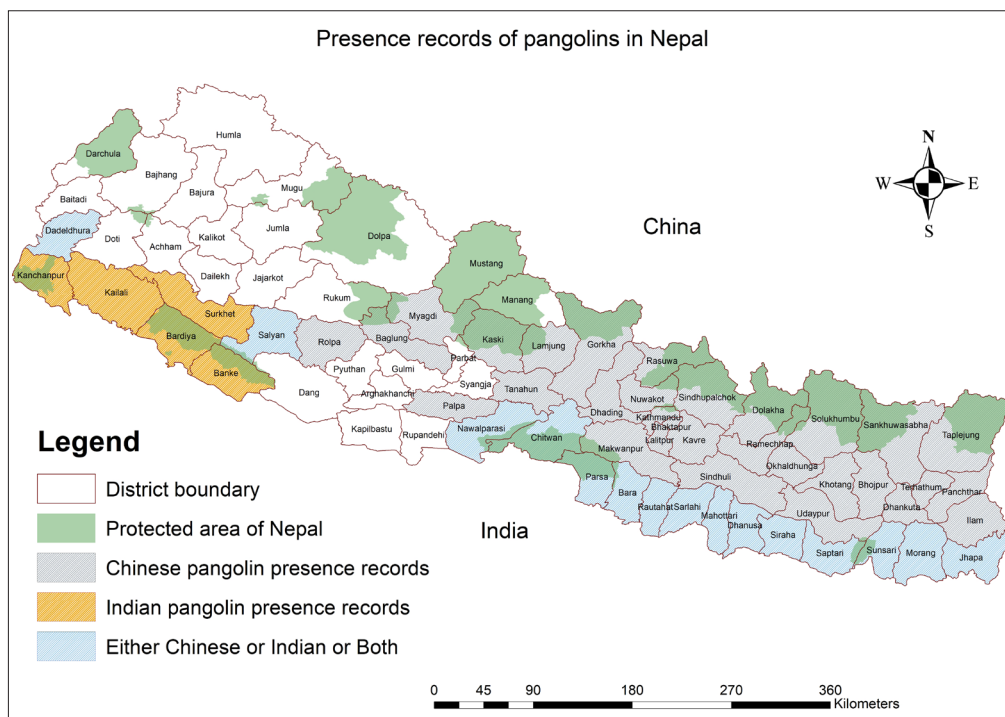 Presence records of pangolins in Nepal
N
W E
S
China
India
Humla
Darchula
Bajhang
Mugu
Bajura
Baitadi
Dadeldhura
Doti
Achham
Kalikot
Jumla
Dolpa
Kanchanpur
Kailali
Dailekh
Jajarkot
Mustang
Rukum
Manang
Surkhet
Myagdi
Bardiya
Salyan
Rolpa
Baglung
Kaski
Lamjung
Gorkha
Parbat
Rasuwa
Banke
Pyuthan
Gulmi
Syangja
Tanahun
Nuwakot
Sindhupalchok
Dang
Arghakhanchi
Palpa
Dhading
Kathmandu
Bhaktapur
Dolakha
Solukhumbu
Sankhuwasabha
Taplejung
Kapilbastu
Rupandehi
Nawalparasi
Chitwan
Makwanpur
Lalitpur
Kavre
Ramechhap
Okhaldhunga
Parsa
Sindhuli
Khotang
Bhojpur
Terhathum
Panchthar
Bara
Rautahat
Sarlahi
Mahottari
Dhanusa
Siraha
Udaypur
Dhankuta
Ilam
Saptari
Sunsari
Morang
Jhapa
Legend
District boundary
Protected area of Nepal
Chinese pangolin presence records
Indian pangolin presence records
Either Chinese or Indian or Both
0 45 90 180 270 360
Kilometers